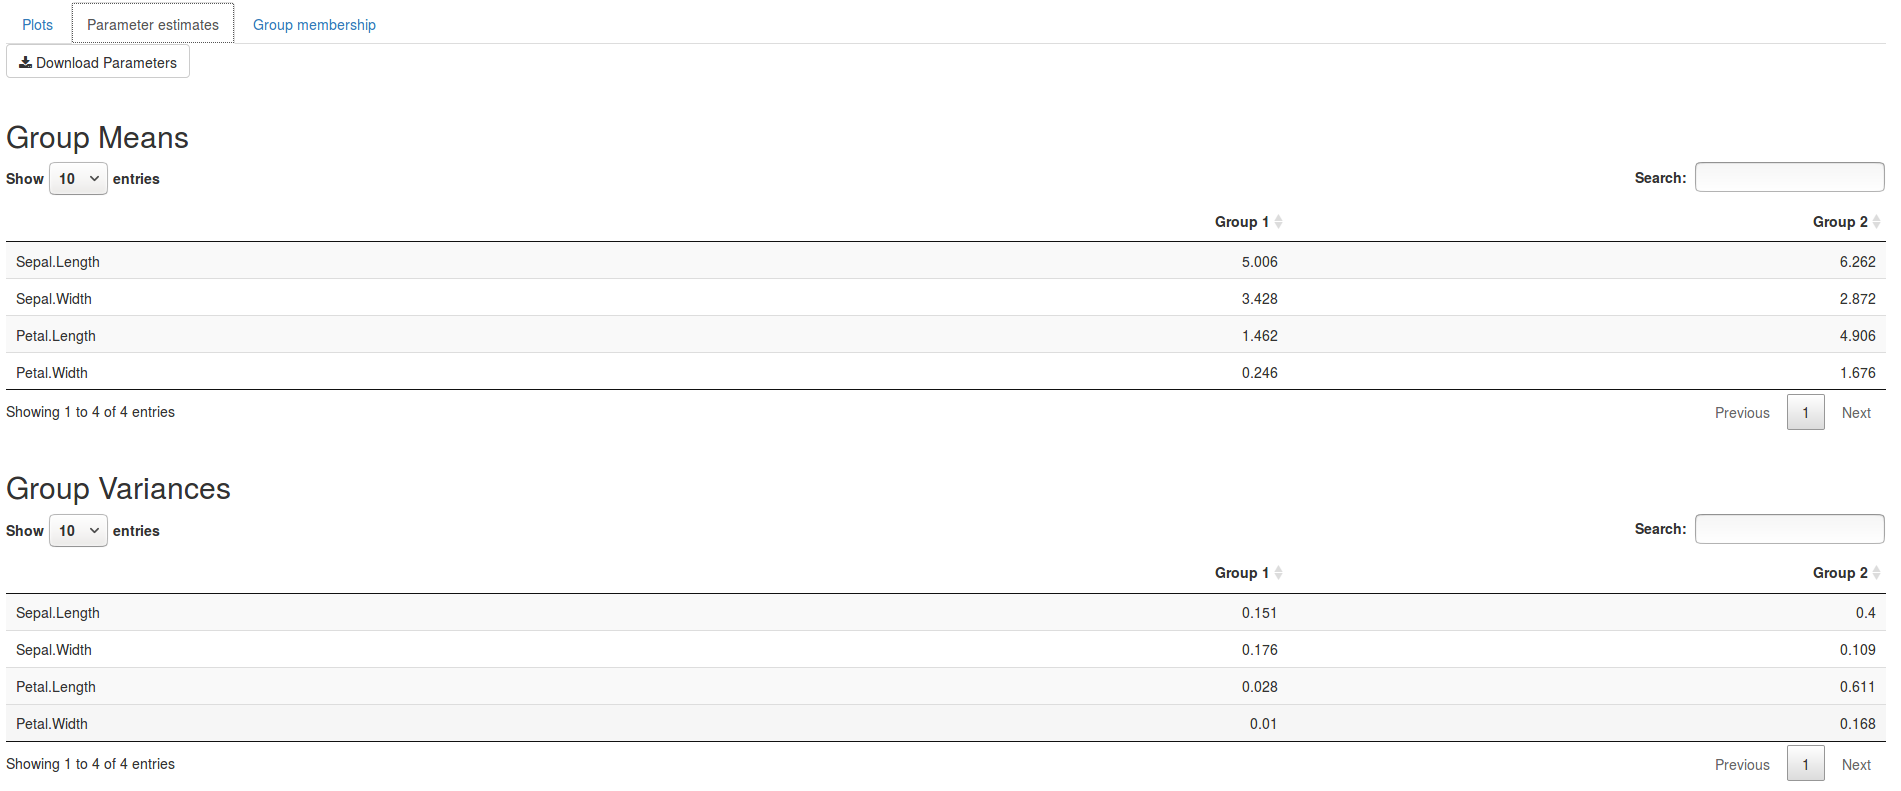 Plots Parameter estimates Group membership
Download Parameters
Group Means
Show 10 entries Search:
Group 1 Group 2
Sepal.Length 5.006 6.262
Sepal.Width 3.428 2.872
Petal.Length 1.462 4.906
Petal.Width 0.246 1.676
Showing 1 to 4 of 4 entries Previous 1 Next
Group Variances
Show 10 entries Search:
Group 1 Group 2
Sepal.Length 0.151 0.4
Sepal.Width 0.176 0.109
Petal.Length 0.028 0.611
Petal.Width 0.01 0.168
Showing 1 to 4 of 4 entries Previous 1 Next